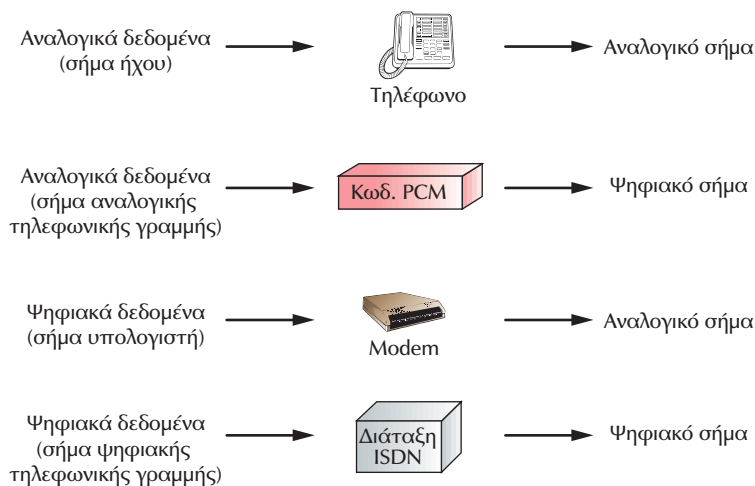 Αναλογικά δεδομένα
(σήμα ήχου)
Τηλέφωνο
Αναλογικό σήμα
Αναλογικά δεδομένα
(σήμα αναλογικής
τηλεφωνικής γραμμής)
Κωδ. PCM
Ψηφιακό σήμα
Ψηφιακά δεδομένα
(σήμα υπολογιστή)
Modem
Αναλογικό σήμα
Ψηφιακά δεδομένα
(σήμα ψηφιακής
τηλεφωνικής γραμμής)
Διάταξη
ISDN
Ψηφιακό σήμα